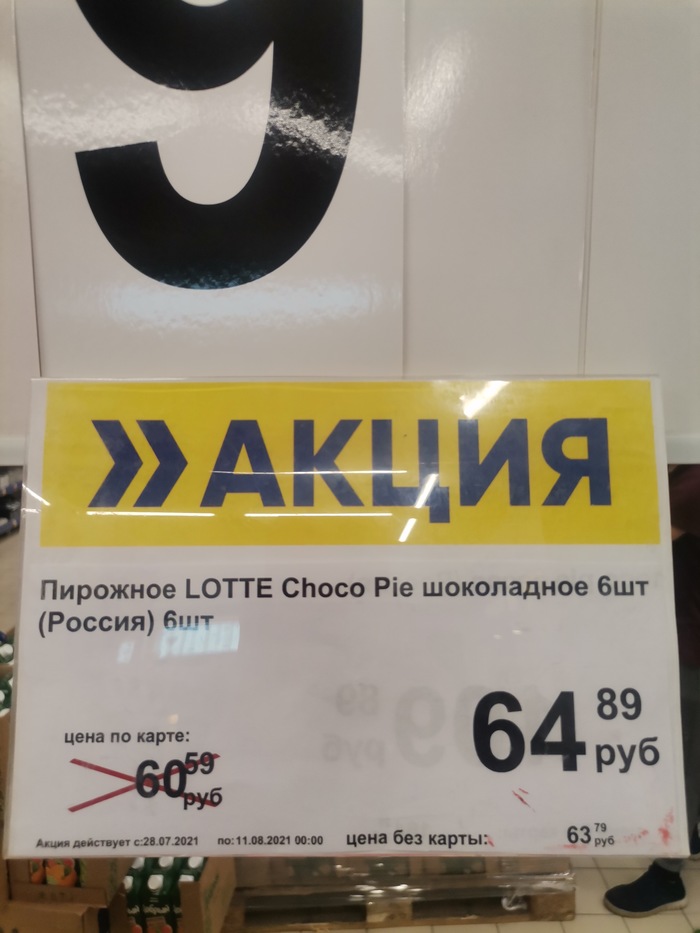 9
»АКЦИЯ
Пирожное LOTTE Choco Pie шоколадное 6шт
(Россия) 6шт
цена по карте:
60 59 руб
64 89 руб
Акция действует с:28.07.2021 по:11.08.2021 00:00
цена без карты: 63 79 руб